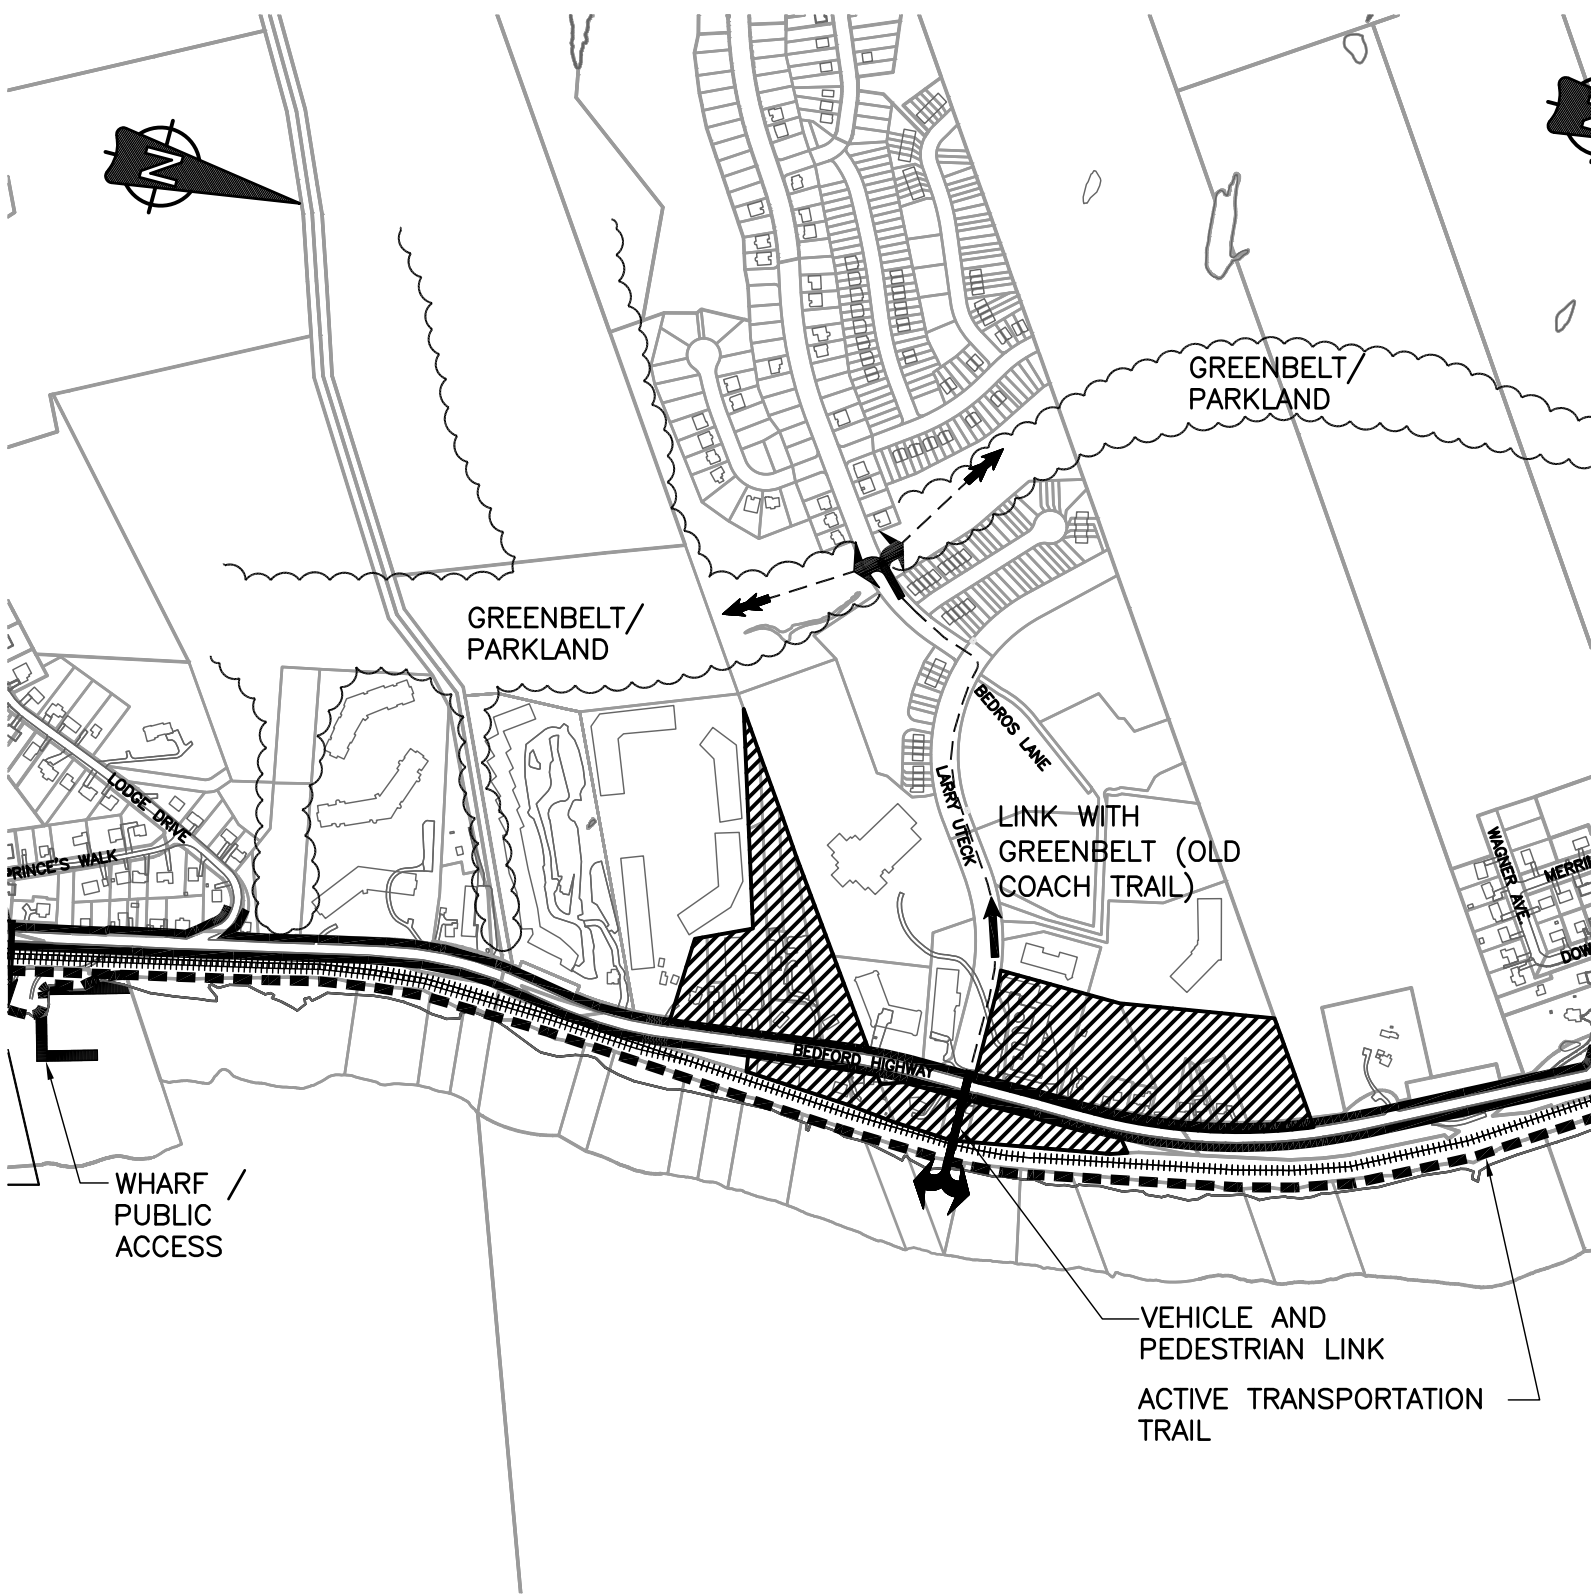 N
GREENBELT/
PARKLAND
GREENBELT/
PARKLAND
BEDROS LANE
LARRY UTECK
LODGE DRIVE
PRINCE'S WALK
LINK WITH
GREENBELT (OLD
COACH TRAIL)
WAGNER AVE
BEDFORD HIGHWAY
WHARF /
PUBLIC
ACCESS
VEHICLE AND
PEDESTRIAN LINK
ACTIVE TRANSPORTATION
TRAIL